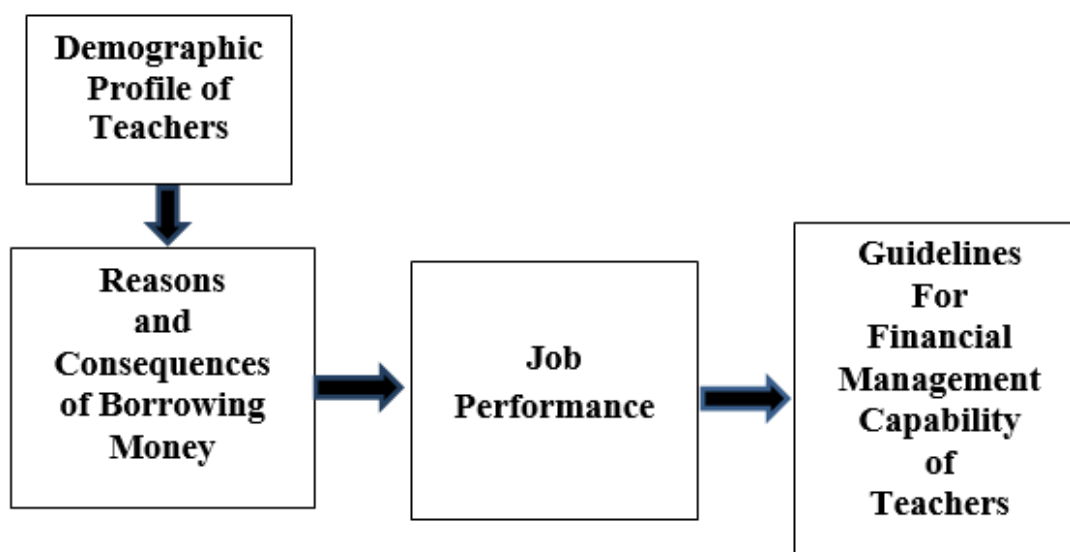 Demographic
Profile of
Teachers
Reasons
and
Consequences
of Borrowing
Money
Job
Performance
Guidelines
For
Financial
Management
Capability
of
Teachers